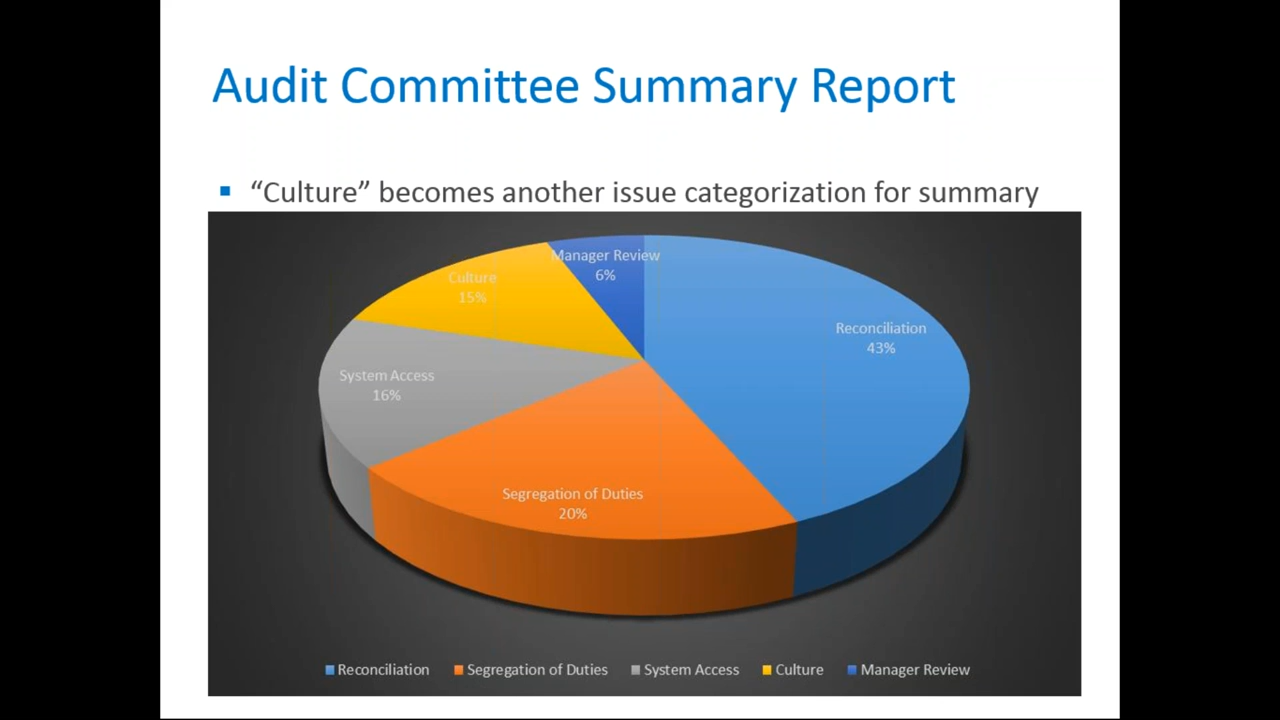 Audit Committee Summary Report
▪ “Culture” becomes another issue categorization for summary
Manager Review
6%
Culture
15%
Reconciliation
43%
System Access
16%
Segregation of Duties
20%
Reconciliation Segregation of Duties System Access Culture Manager Review